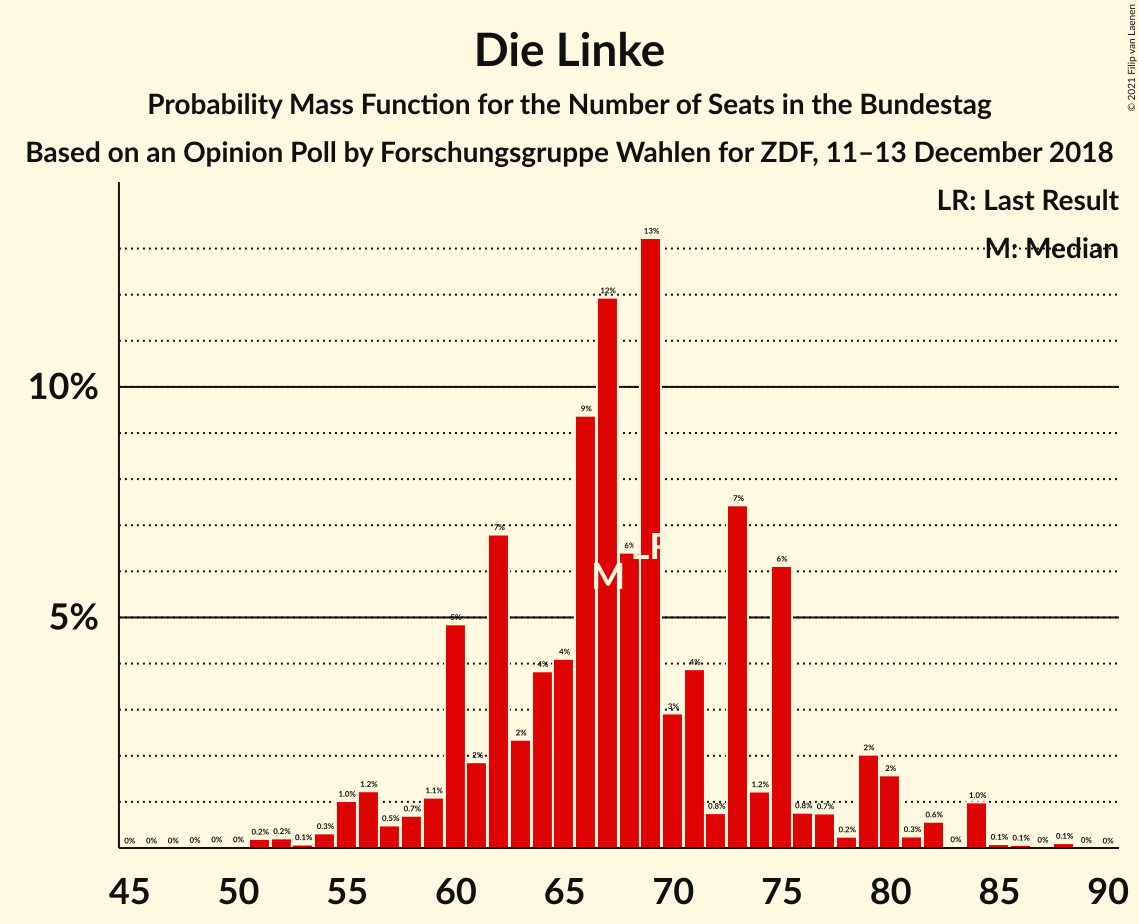 © 2021 Filip van Laenen
Die Linke
Probability Mass Function for the Number of Seats in the Bundestag
Based on an Opinion Poll by Forschungsgruppe Wahlen for ZDF, 11–13 December 2018
LR: Last Result
M: Median
10%
5%
0% 0% 0% 0% 0% 0% 0.2% 0.2% 0.1% 0.3% 1.0% 1.2% 0.5% 0.7% 1.1% 5% 2% 7% 2% 4% 4% 9% 12% 6% 13% 3% 4% 0.8% 7% 1.2% 6% 0.8% 0.7% 0.2% 2% 2% 0.3% 0.6% 0% 1.0% 0.1% 0.1% 0% 0.1% 0% 0%
M LR
45 50 55 60 65 70 75 80 85 90